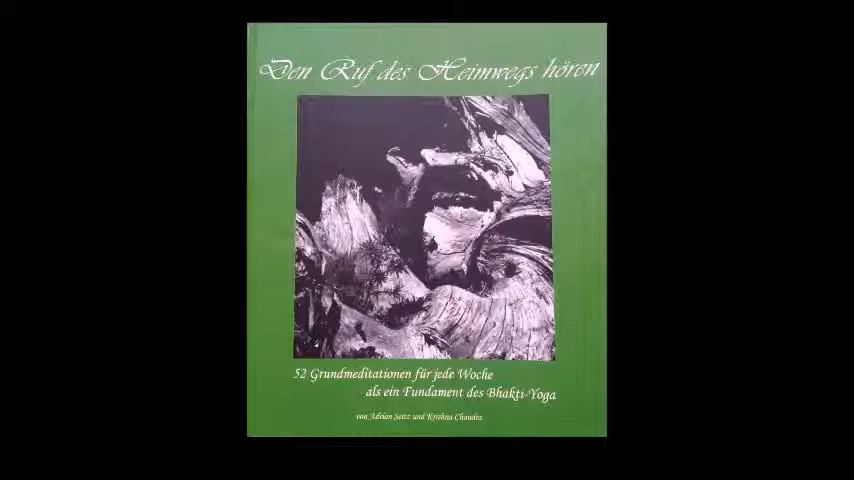 Den Ruf des Heimwegs hören
52 Grundmeditationen für jede Woche
als ein Fundament des Bhakti-Yoga
von Adrian Seitz und Krishna Chandra